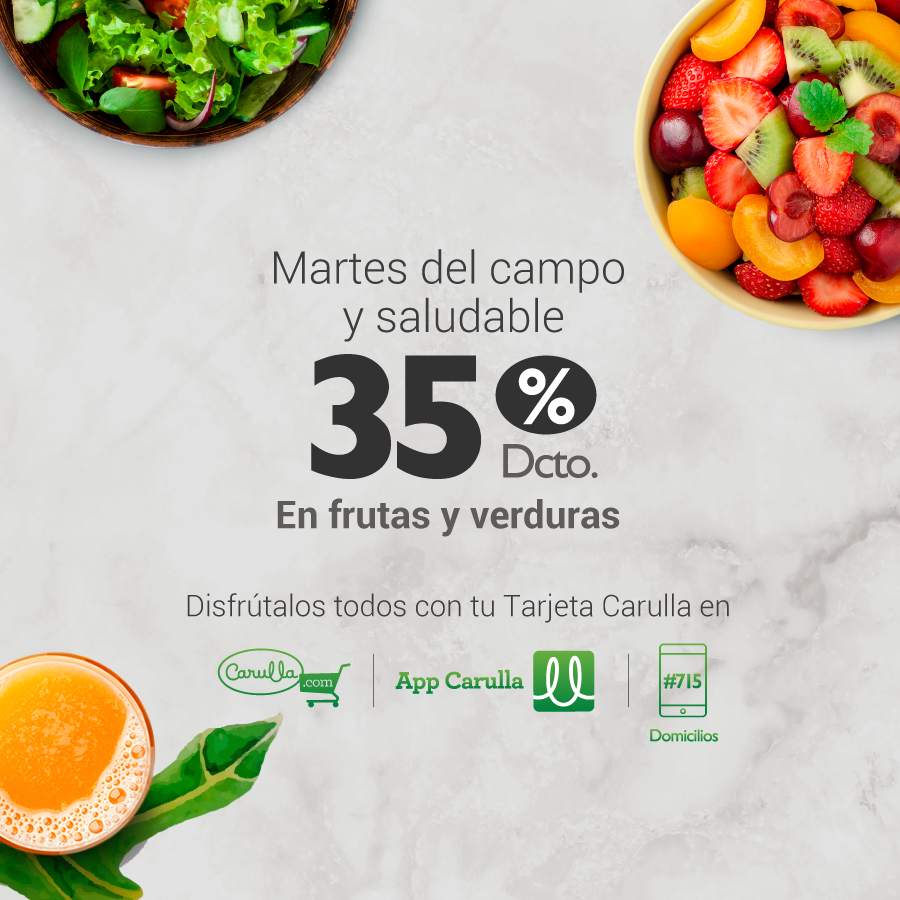 Martes del campo
y saludable
35%
Dcto.
En frutas y verduras
Disfrútalos todos con tu Tarjeta Carulla en
Carulla.com
App Carulla
#715
Domicilios